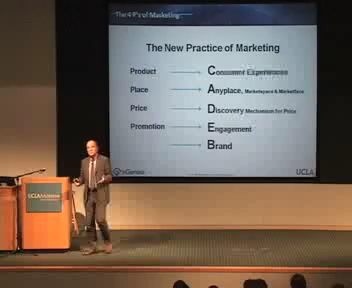 The 4 P's of Marketing
The New Practice of Marketing
Product Consumer Experiences
Place Anyplace, Marketspace & Marketface
Price Discovery Mechanism for Price
Promotion Engagement
Brand
UCLA
UCLA